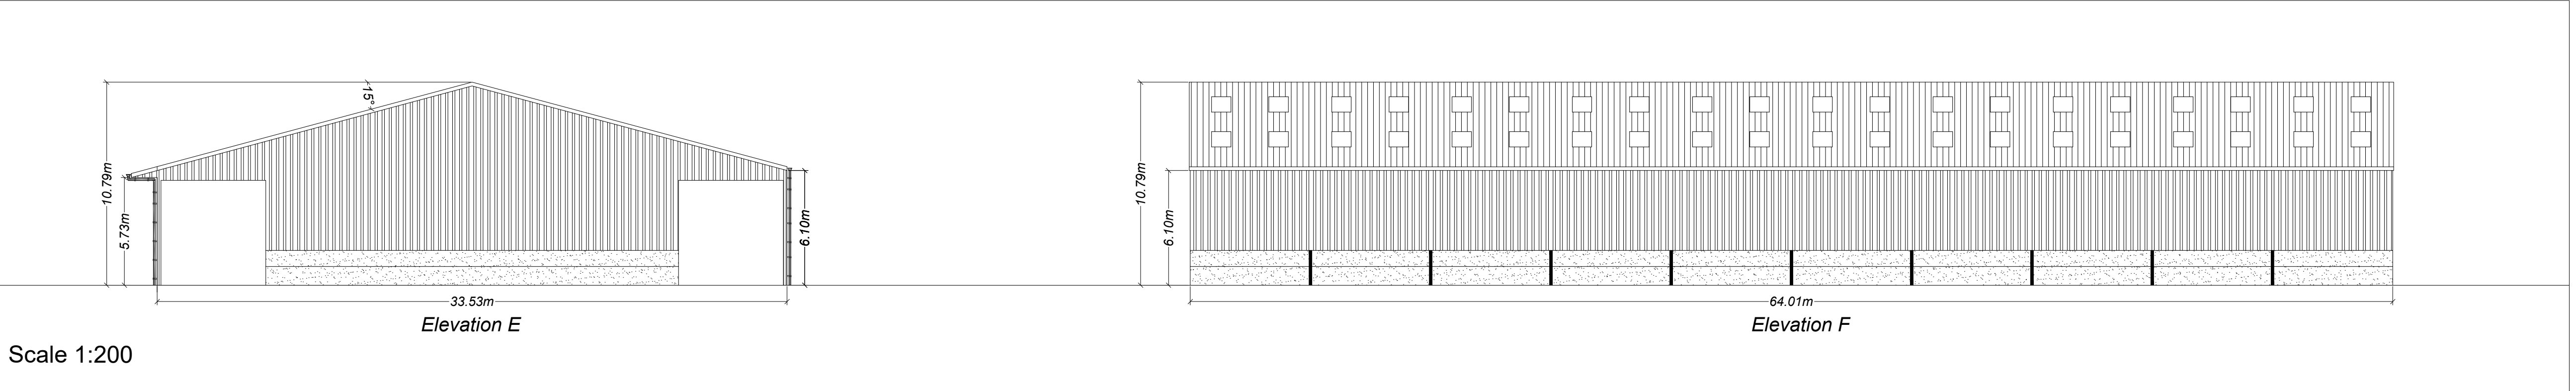 15°
10.79m
5.73m
6.10m
33.53m
Elevation E
10.79m
6.10m
64.01m
Elevation F
Scale 1:200